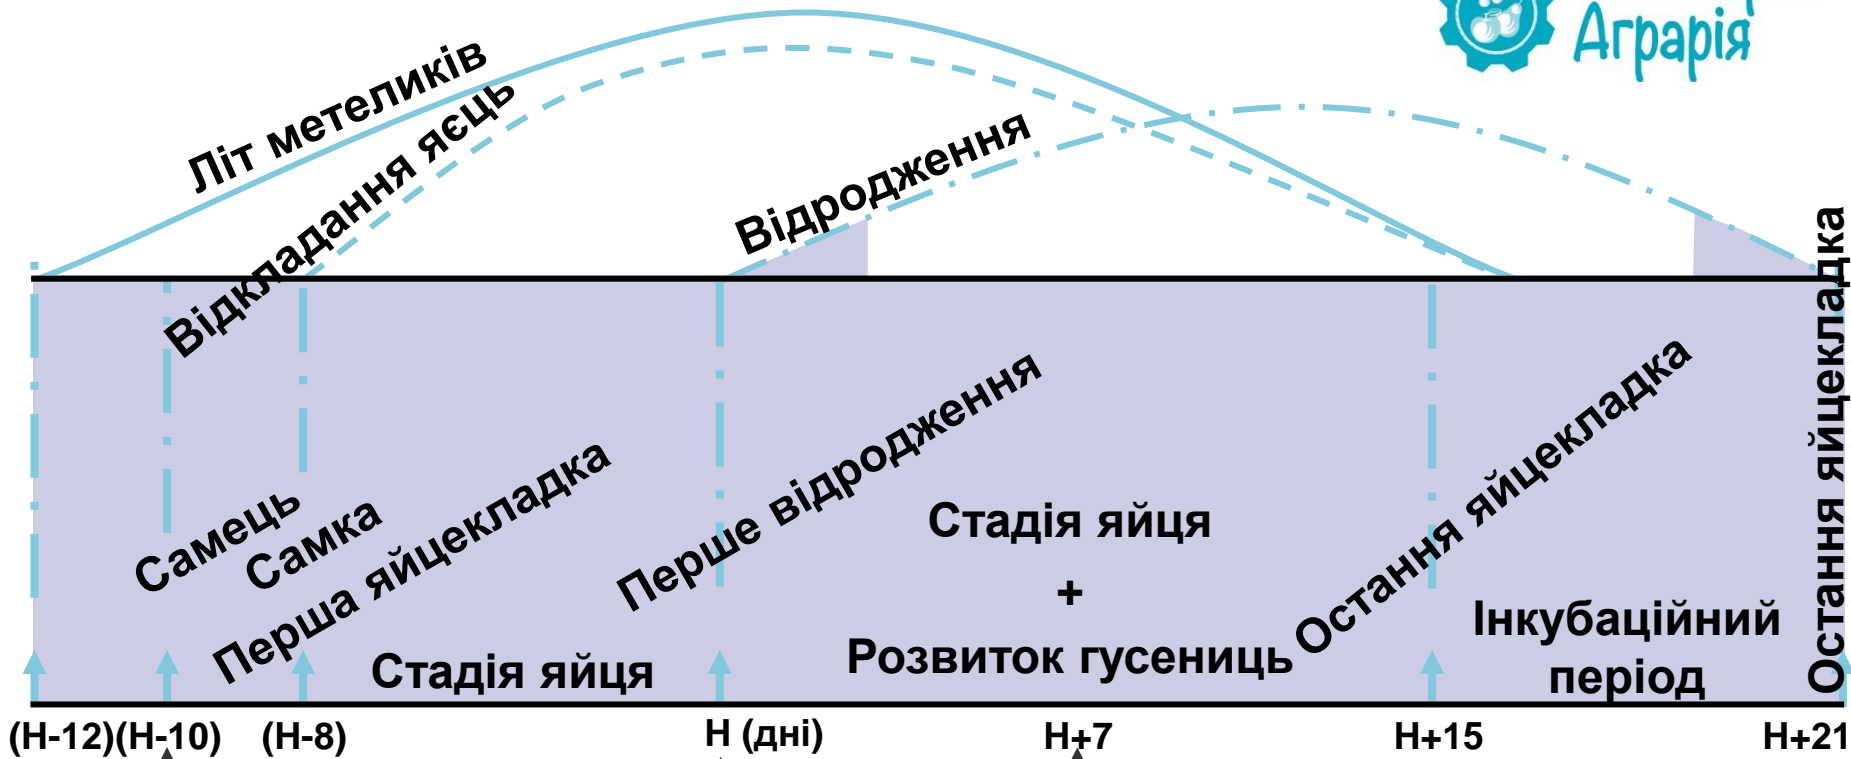 Аграрія
Літ метеликів
Відкладання яєць
Відродження
Самець
Самка
Перша яйцекладка
Стадія яйця
Перше відродження
Стадія яйця
+
Розвиток гусениць
Остання яйцекладка
Інкубаційний
період
Остання яйцекладка
(Н-12)
(Н-10)
(Н-8)
Н (дні)
Н+7
Н+15
Н+21